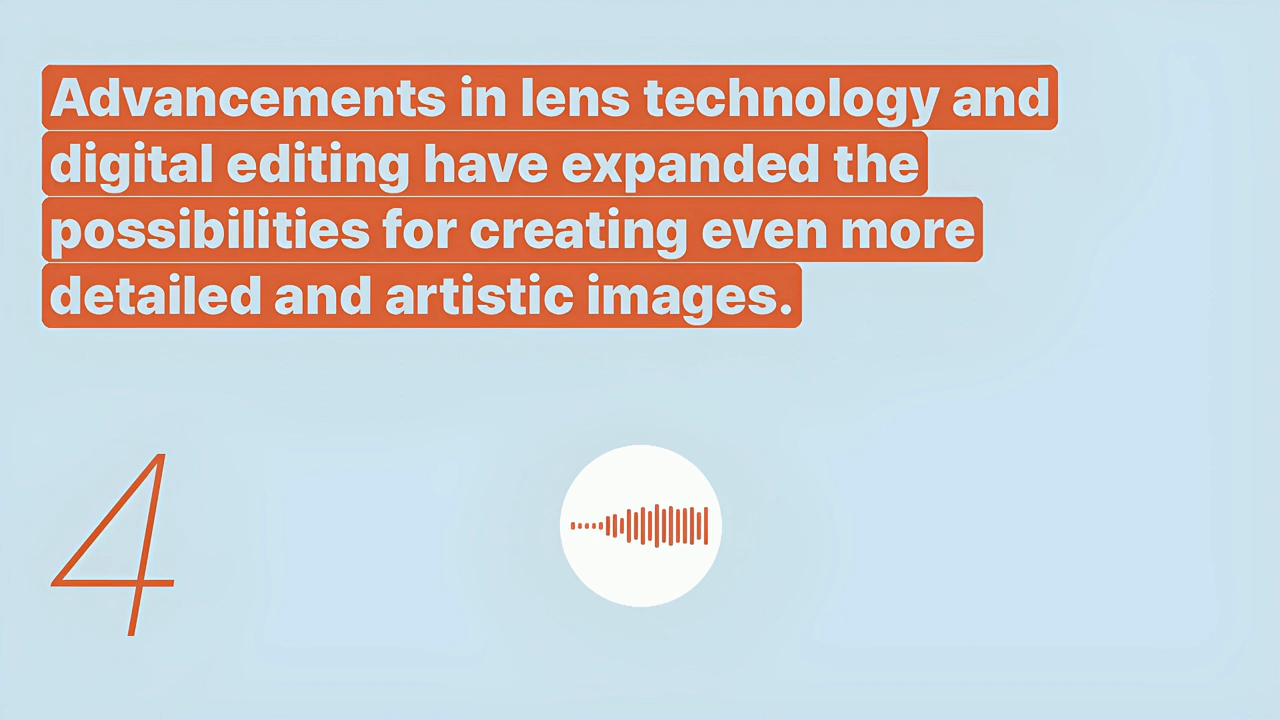 Advancements in lens technology and
digital editing have expanded the
possibilities for creating even more
detailed and artistic images.
4